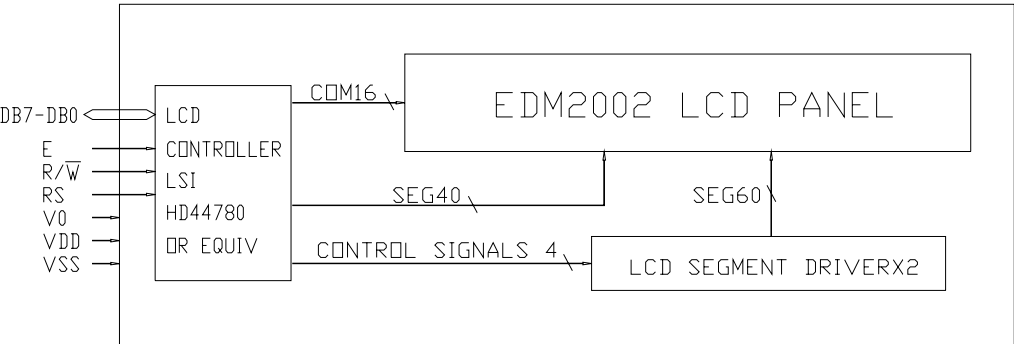 COM16
EDM2002 LCD PANEL
DB7-DB0
LCD
E
CONTROLLER
R/W̅
LSI
RS
SEG40
SEG60
V0
HD44780
VDD
OR EQUIV
CONTROL SIGNALS 4
VSS
LCD SEGMENT DRIVERX2